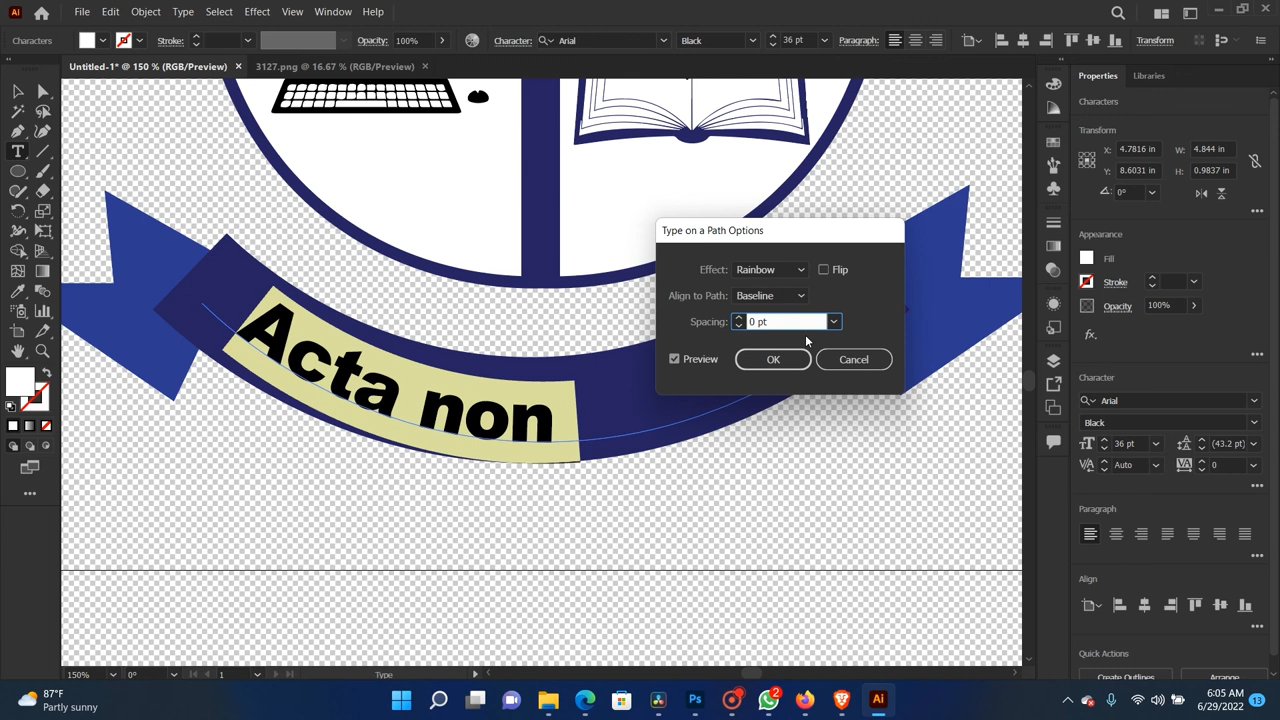 File Edit Object Type Select Effect View Window Help
Characters Stroke: Opacity: 100% Character: Arial Black 36 pt Paragraph: Transform
Untitled-1* @ 150 % (RGB/Preview) × 3127.png @ 16.67 % (RGB/Preview) ×
Properties Libraries
Characters
Transform
X: 4.7816 in W: 4.844 in
Y: 8.6031 in H: 0.9837 in
0°
Appearance
Fill
Stroke
Opacity 100%
fx.
Character
Arial
Black
36 pt (43.2 pt)
Auto 0
Paragraph
Align
Quick Actions
Create Outlines Arrange
Type on a Path Options
Effect: Rainbow Flip
Align to Path: Baseline
Spacing: 0 pt
Preview OK Cancel
Acta non
150% 0° 1 Type
87°F
Partly sunny
2
6:05 AM
6/29/2022 13